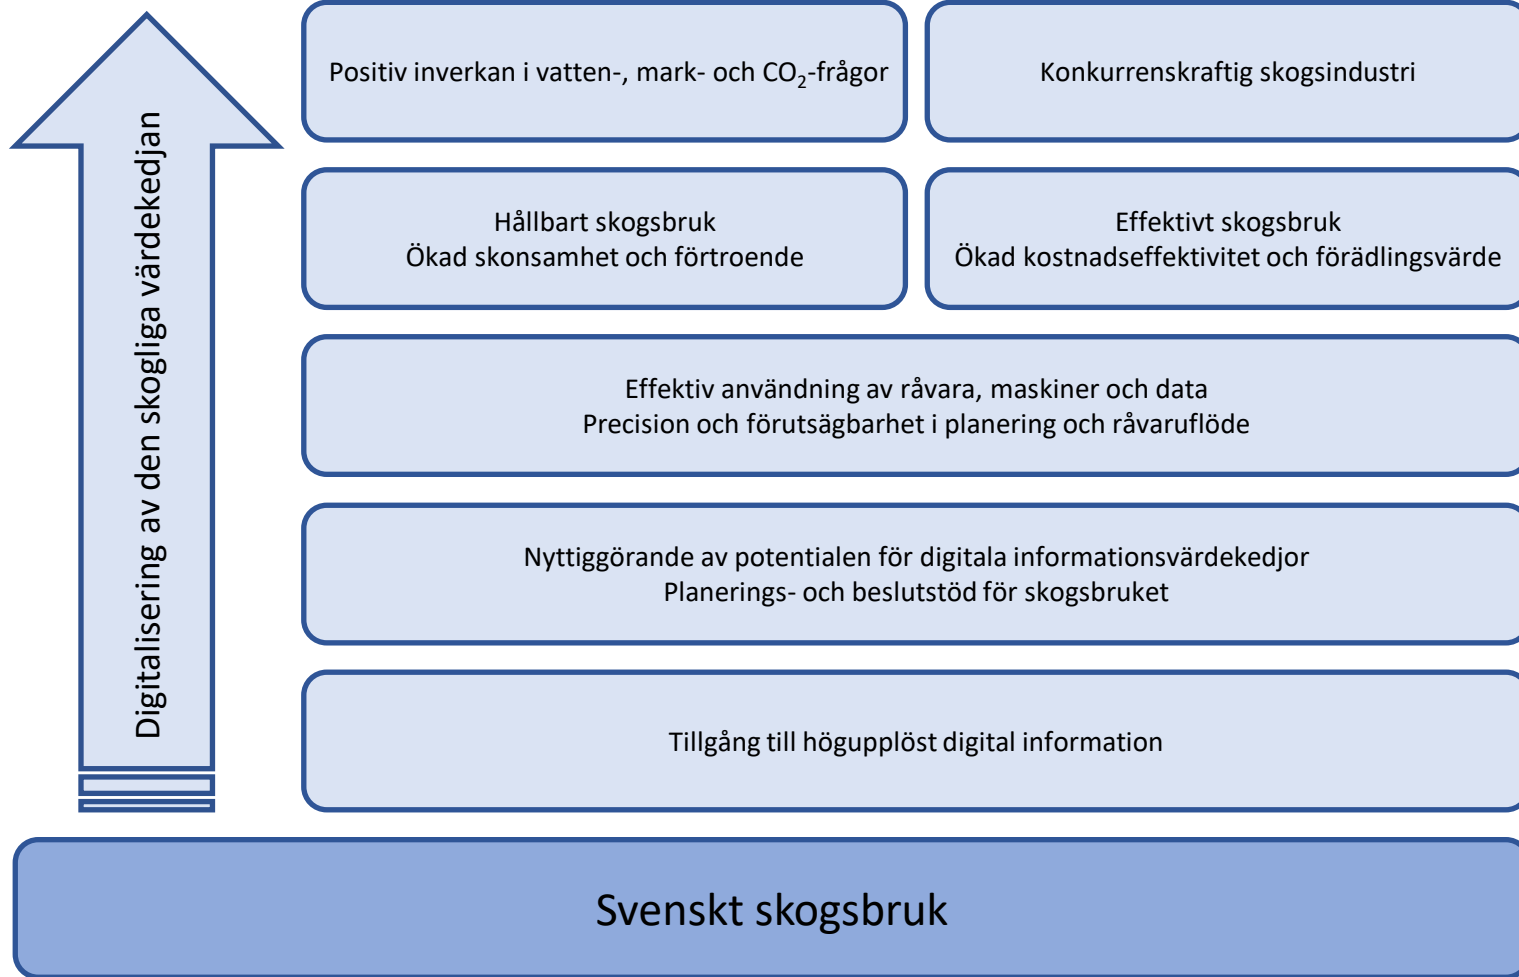 Digitalisering av den skogliga värdekedjan
Positiv inverkan i vatten-, mark- och CO₂-frågor
Konkurrenskraftig skogsindustri
Hållbart skogsbruk
Ökad skonsamhet och förtroende
Effektivt skogsbruk
Ökad kostnadseffektivitet och förädlingsvärde
Effektiv användning av råvara, maskiner och data
Precision och förutsägbarhet i planering och råvaruflöde
Nyttiggörande av potentialen för digitala informationsvärdekedjor
Planerings- och beslutstöd för skogsbruket
Tillgång till högupplöst digital information
Svenskt skogsbruk